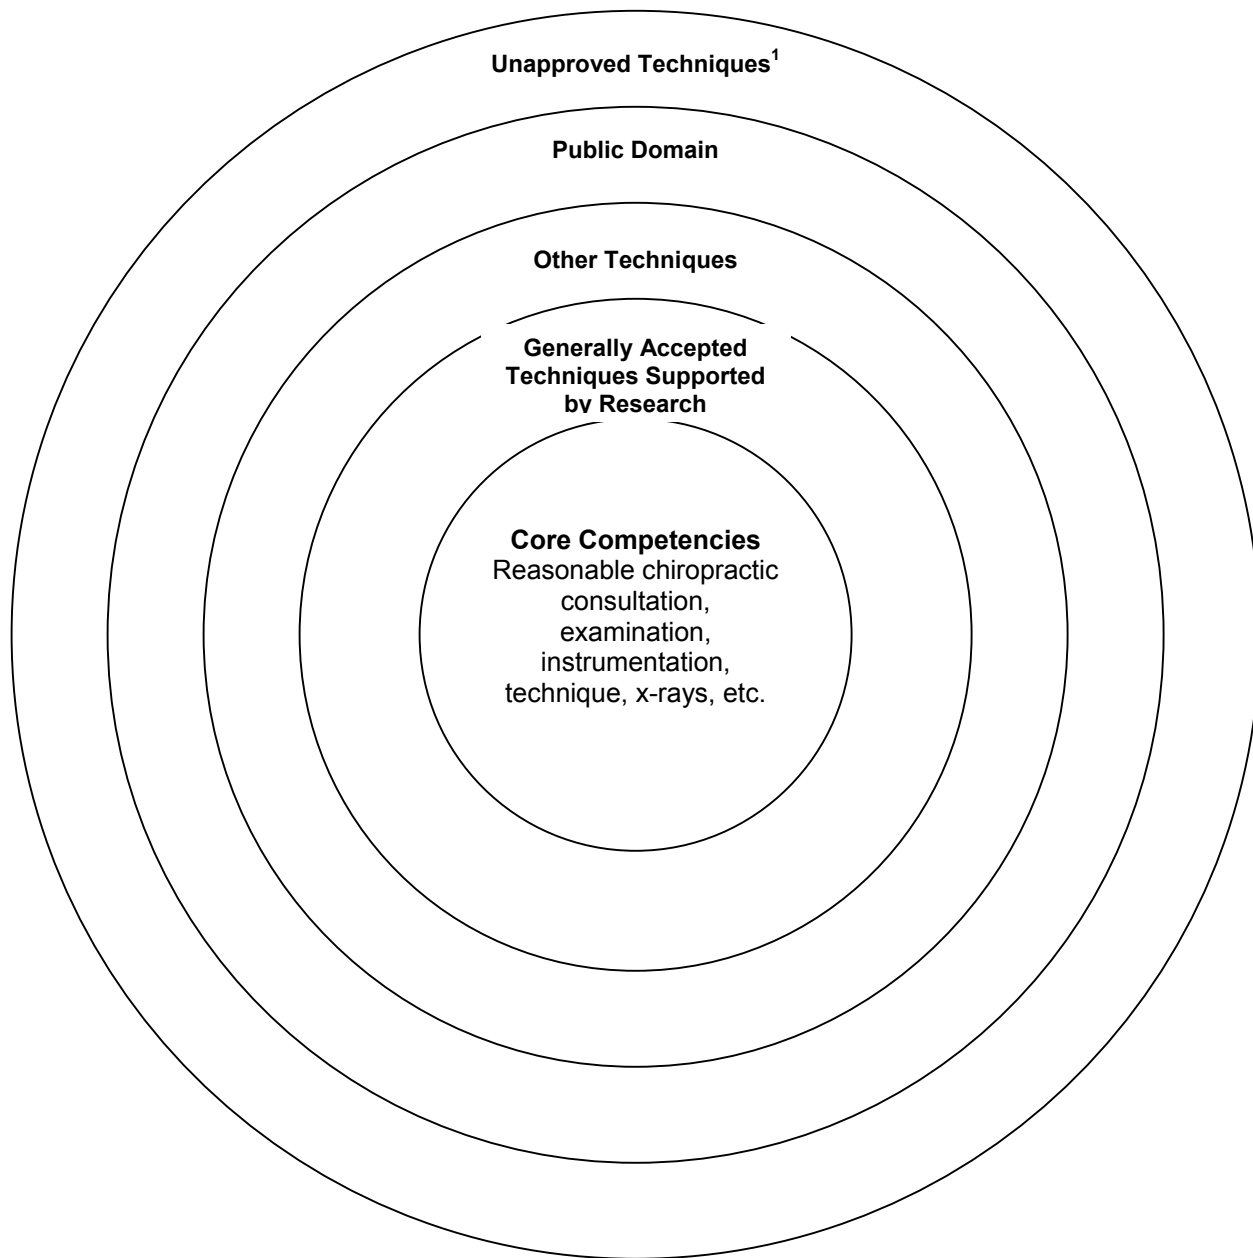 Unapproved Techniques¹
Public Domain
Other Techniques
Generally Accepted
Techniques Supported
by Research
Core Competencies
Reasonable chiropractic
consultation,
examination,
instrumentation,
technique, x-rays, etc.